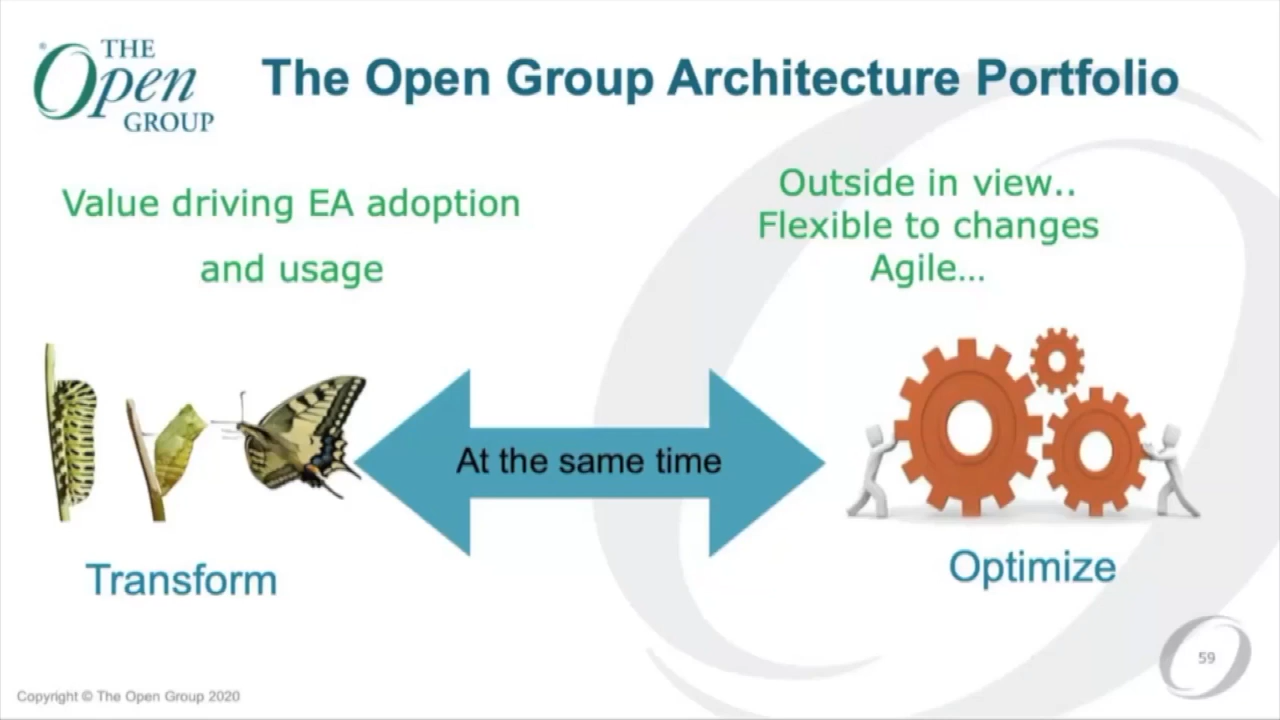 THE
Open
GROUP
The Open Group Architecture Portfolio
Value driving EA adoption
and usage
Outside in view..
Flexible to changes
Agile...
At the same time
Transform
Optimize
59
Copyright © The Open Group 2020